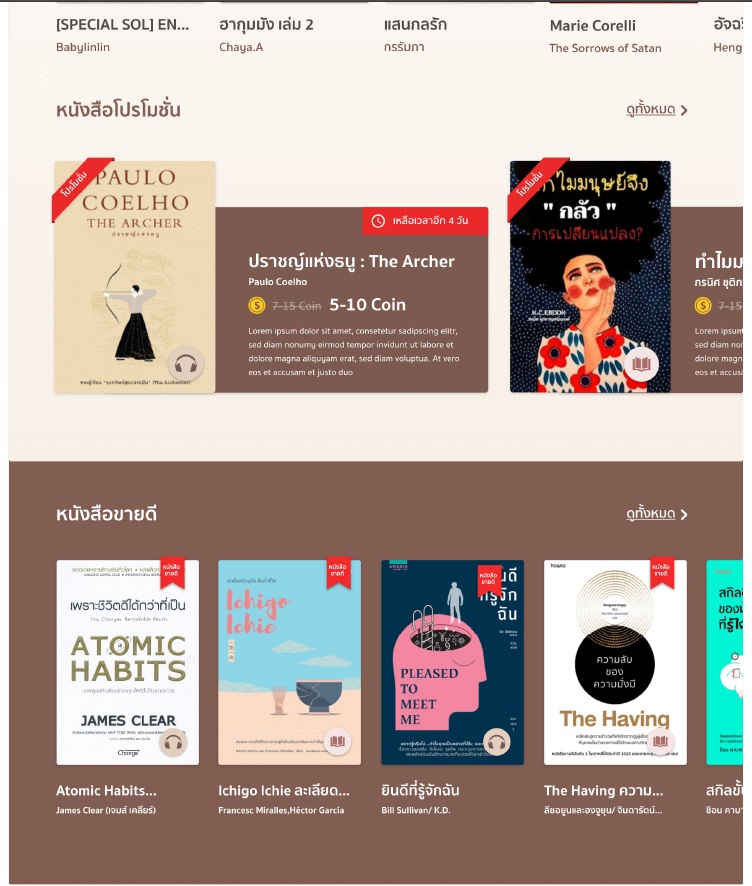 [SPECIAL SOL] EN...
ฮากุมมัง เล่ม 2
แสนกลรัก
Marie Corelli
อัจฉ
Babylinlin
Chaya.A
กรรัมภา
The Sorrows of Satan
Heng
หนังสือโปรโมชั่น
ดูทั้งหมด
โปรโมชั่น
PAULO
COELHO
THE ARCHER
ปราชญ์แห่งธนู
เหลือเวลาอีก 4 วัน
ปราชญ์แห่งธนู : The Archer
Paulo Coelho
7-15 Coin 5-10 Coin
Lorem ipsum dolor sit amet, consetetur sadipscing elitr,
sed diam nonumy eirmod tempor invidunt ut labore et
dolore magna aliquyam erat, sed diam voluptua. At vero
eos et accusam et justo duo
โปรโมชั่น
ทำไมมนุษย์จึง
" กลัว "
การเปลี่ยนแปลง?
N.C.EBOOK
ทำไมม
กรนิศ ชุติก
7-15
Lorem ipsu
sed diam no
dolore magn
eos et accus
หนังสือขายดี
ดูทั้งหมด
หนังสือ
ขายดี
เพราะชีวิตดีได้กว่าที่เป็น
Tiny Changes, Remarkable Results
ATOMIC
HABITS
JAMES CLEAR
Change+
หนังสือ
ขายดี
Ichigo
Ichie
AMARIN
หนังสือ
ขายดี
ยินดี
ที่รู้จัก
ฉัน
PLEASED
TO
MEET
ME
howto
หนังสือ
ขายดี
ความลับ
ของ
ความมั่งมี
The Having
สกิล
ของ
ที่รู้ใ
Atomic Habits...
Ichigo Ichie ละเลียด...
ยินดีที่รู้จักฉัน
The Having ความ...
สกิลขั้
James Clear (เจมส์ เคลียร์)
Francesc Miralles,Héctor García
Bill Sullivan/ K.D.
ลีซอยูนและฮงจูยุน/ จินดารัตน์...
ชิอน คาบา